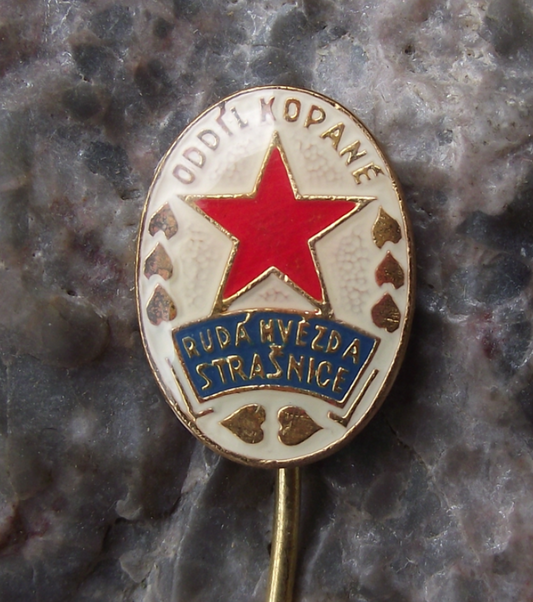 ODDÍL KOPANÉ
RUDÁ HVĚZDA
STRAŠNICE